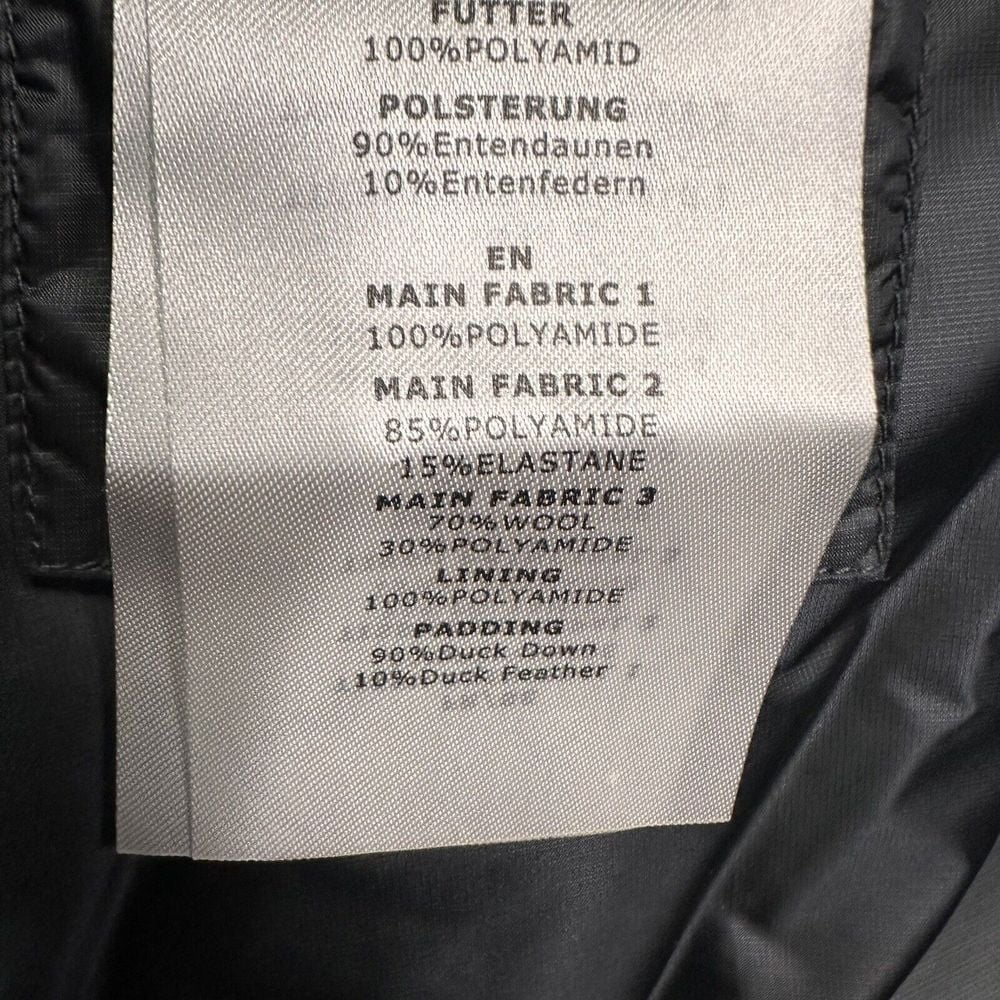 FUTTER
100%POLYAMID
POLSTERUNG
90%Entendaunen
10%Entenfedern
EN
MAIN FABRIC 1
100%POLYAMIDE
MAIN FABRIC 2
85%POLYAMIDE
15%ELASTANE
MAIN FABRIC 3
70%WOOL
30%POLYAMIDE
LINING
100%POLYAMIDE
PADDING
90%Duck Down
10%Duck Feather